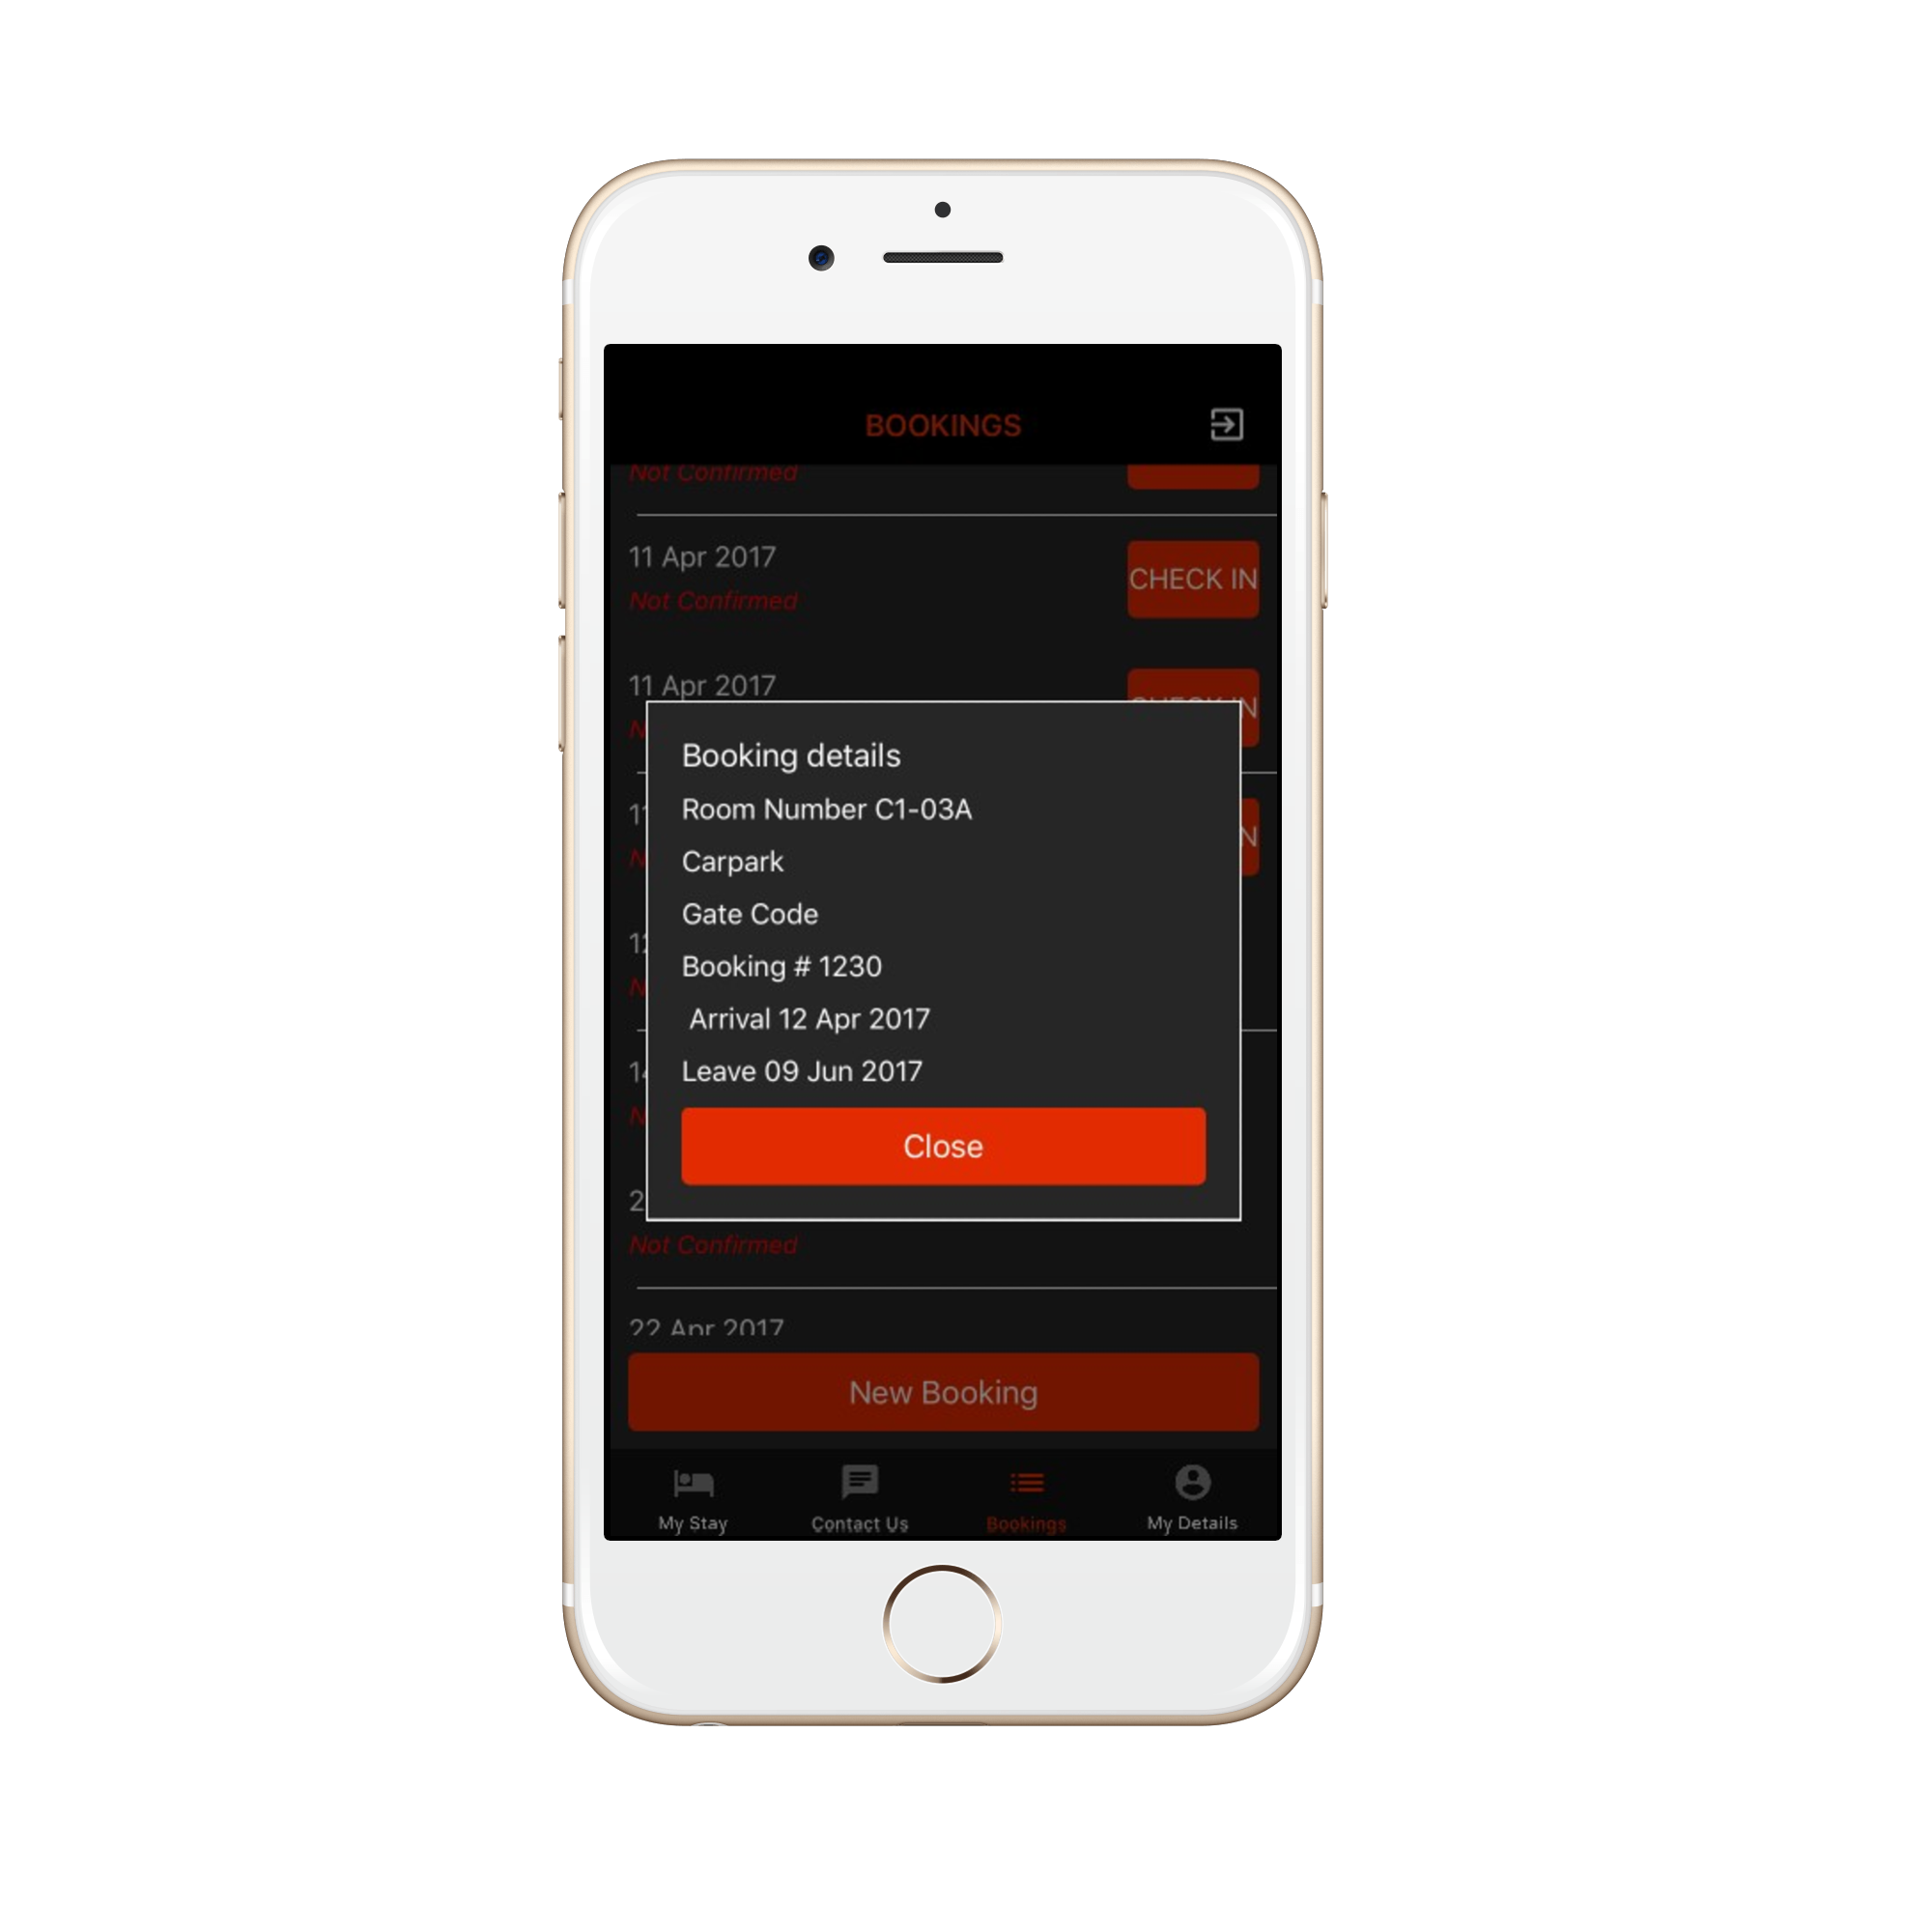 BOOKINGS
Not Confirmed
11 Apr 2017
CHECK IN
Not Confirmed
11 Apr 2017
CHECK IN
Booking details
Room Number C1-03A
Carpark
Gate Code
Booking # 1230
Arrival 12 Apr 2017
Leave 09 Jun 2017
Close
Not Confirmed
22 Apr 2017
New Booking
My Stay
Contact Us
Bookings
My Details